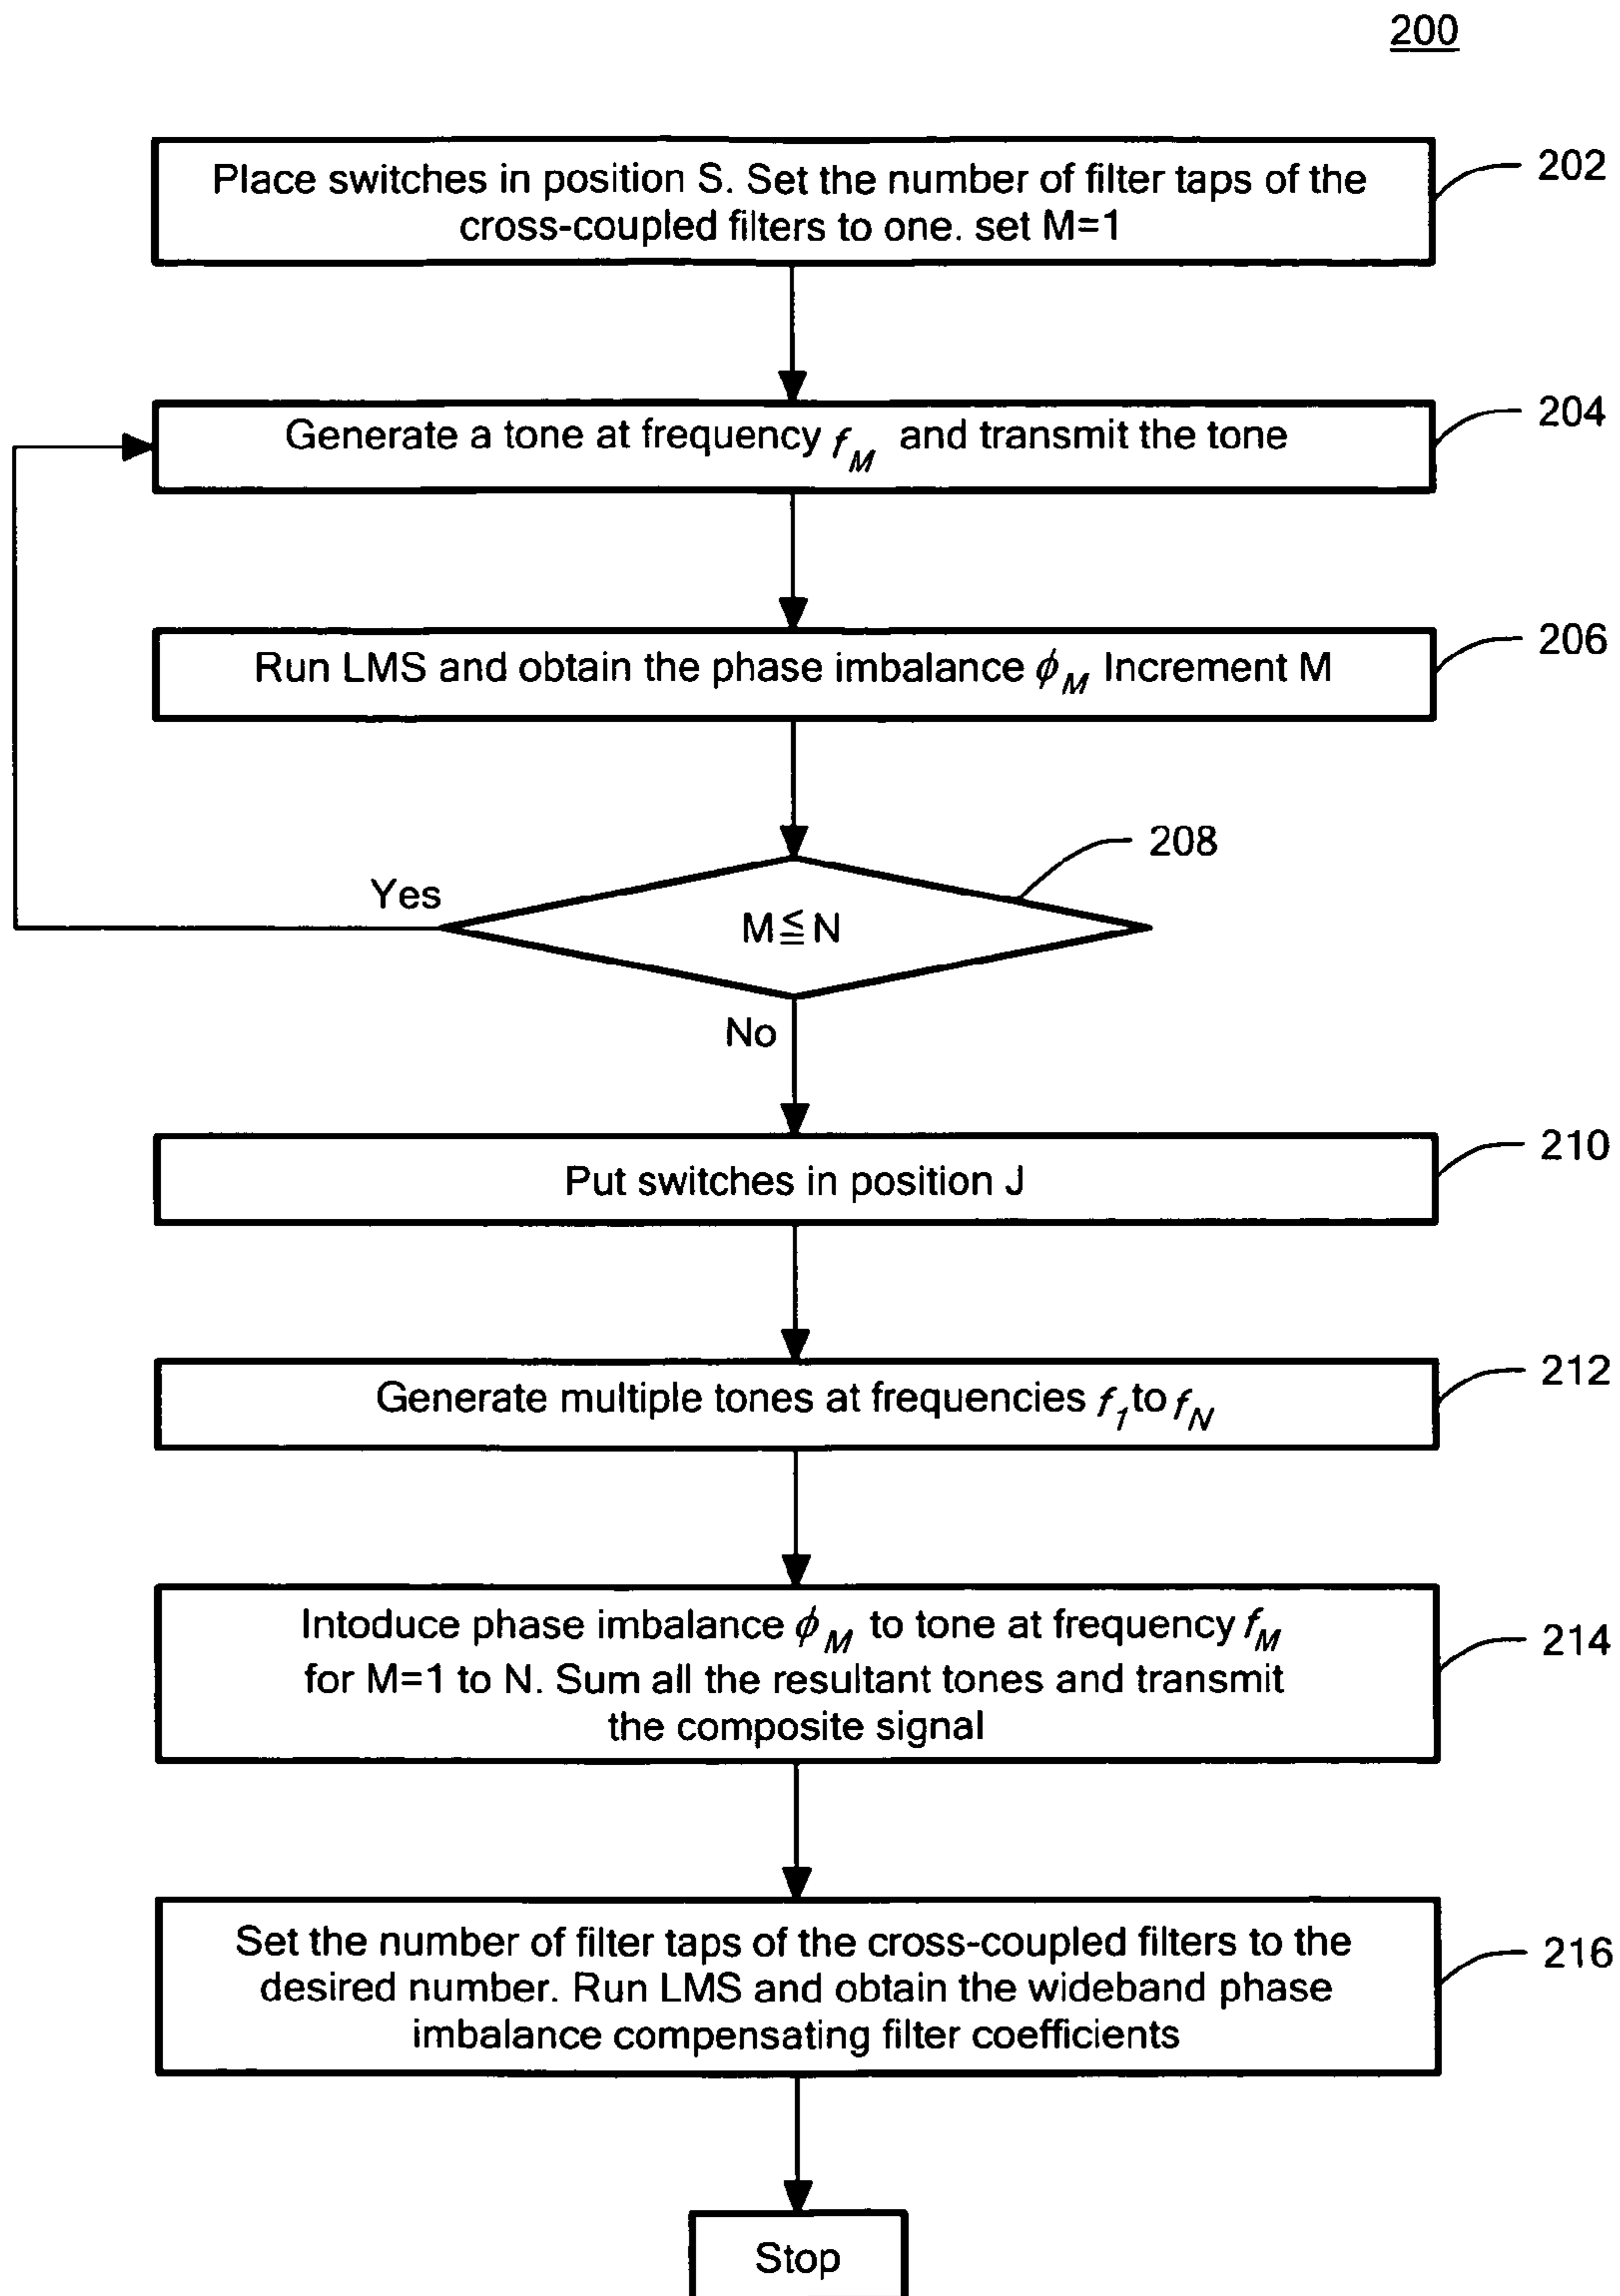 200
Place switches in position S. Set the number of filter taps of the
cross-coupled filters to one. set M=1
202
Generate a tone at frequency f_M and transmit the tone
204
Run LMS and obtain the phase imbalance ϕ_M Increment M
206
208
Yes
M≦N
No
Put switches in position J
210
Generate multiple tones at frequencies f_1 to f_N
212
Intoduce phase imbalance ϕ_M to tone at frequency f_M
for M=1 to N. Sum all the resultant tones and transmit
the composite signal
214
Set the number of filter taps of the cross-coupled filters to the
desired number. Run LMS and obtain the wideband phase
imbalance compensating filter coefficients
216
Stop